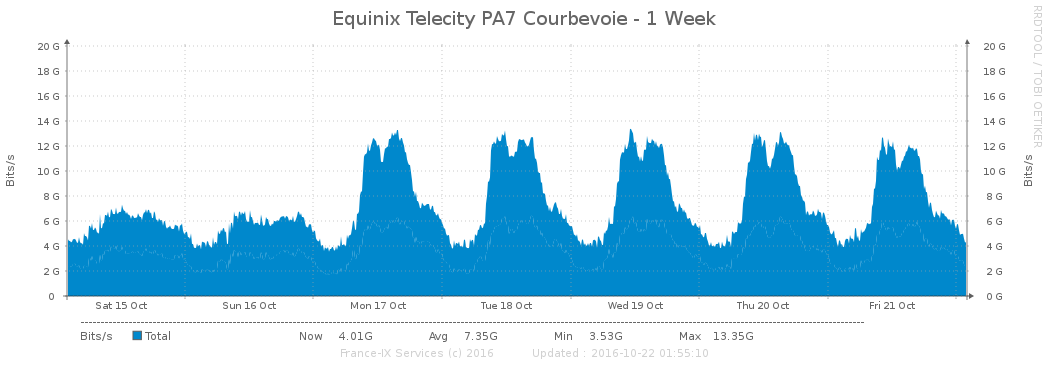 Equinix Telecity PA7 Courbevoie - 1 Week
RRDTOOL / TOBI OETIKER
20 G 20 G
18 G 18 G
16 G 16 G
14 G 14 G
12 G 12 G
10 G 10 G
8 G 8 G
6 G 6 G
4 G 4 G
2 G 2 G
0 0 G
Bits/s Bits/s
Sat 15 Oct Sun 16 Oct Mon 17 Oct Tue 18 Oct Wed 19 Oct Thu 20 Oct Fri 21 Oct
Bits/s Total Now 4.01G Avg 7.35G Min 3.53G Max 13.35G
France-IX Services (c) 2016 Updated : 2016-10-22 01:55:10